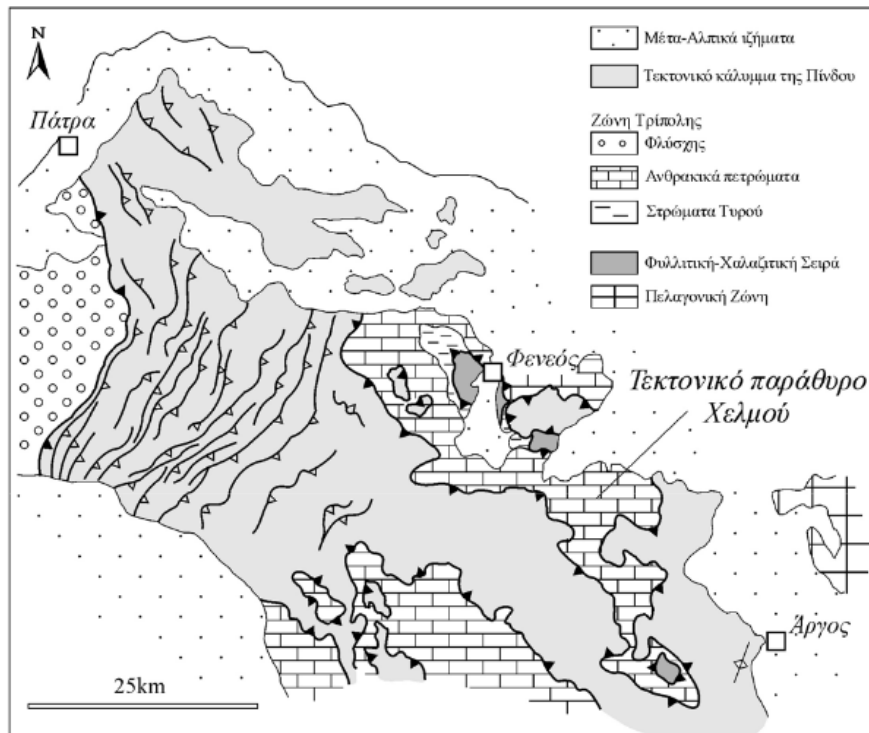 N
Πάτρα
Μέτα-Αλπικά ιζήματα
Τεκτονικό κάλυμμα της Πίνδου
Ζώνη Τρίπολης
Φλύσχης
Ανθρακικά πετρώματα
Στρώματα Τυρού
Φυλλιτική-Χαλαζιτική Σειρά
Πελαγονική Ζώνη
Φενεός
Τεκτονικό παράθυρο
Χελμού
Άργος
25km